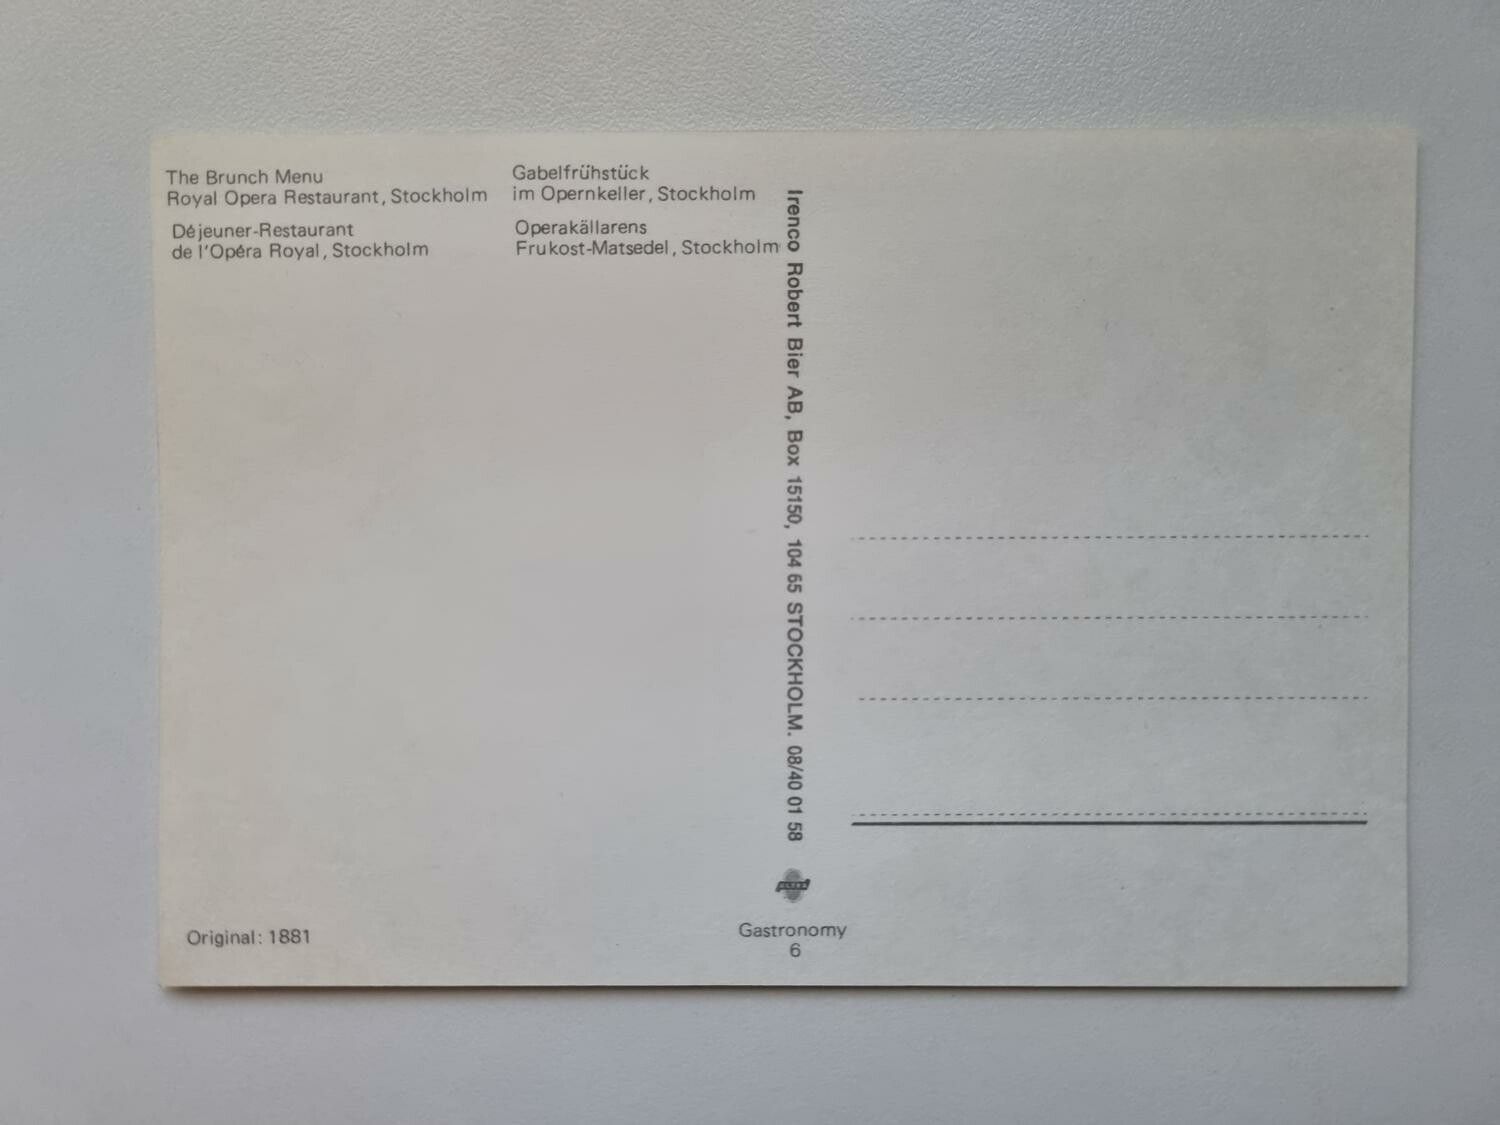 The Brunch Menu
Royal Opera Restaurant, Stockholm
Déjeuner-Restaurant
de l'Opéra Royal, Stockholm
Gabelfrühstück
im Opernkeller, Stockholm
Operakällarens
Frukost-Matsedel, Stockholm
Irenco Robert Bier AB, Box 15150, 104 65 STOCKHOLM. 08/40 01 58
Original: 1881
Gastronomy
6